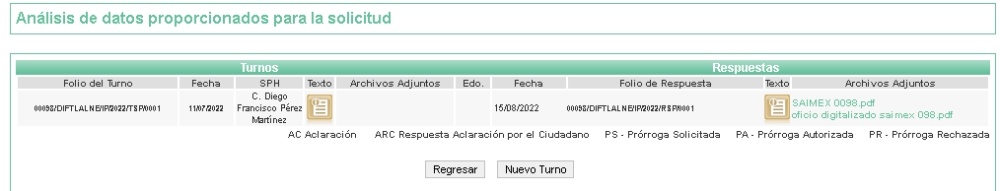 Análisis de datos proporcionados para la solicitud
Turnos Respuestas
Folio del Turno Fecha SPH Texto Archivos Adjuntos Edo. Fecha Folio de Respuesta Texto Archivos Adjuntos
00098/DIFTLALNE/IP/2022/TSP/0001 11/07/2022 C. Diego Francisco Pérez Martínez 15/08/2022 00098/DIFTLALNE/IP/2022/RSP/0001 SAIMEX 0098.pdf
oficio digitalizado saimex 098.pdf
AC Aclaración ARC Respuesta Aclaración por el Ciudadano PS - Prórroga Solicitada PA - Prórroga Autorizada PR - Prórroga Rechazada
Regresar Nuevo Turno